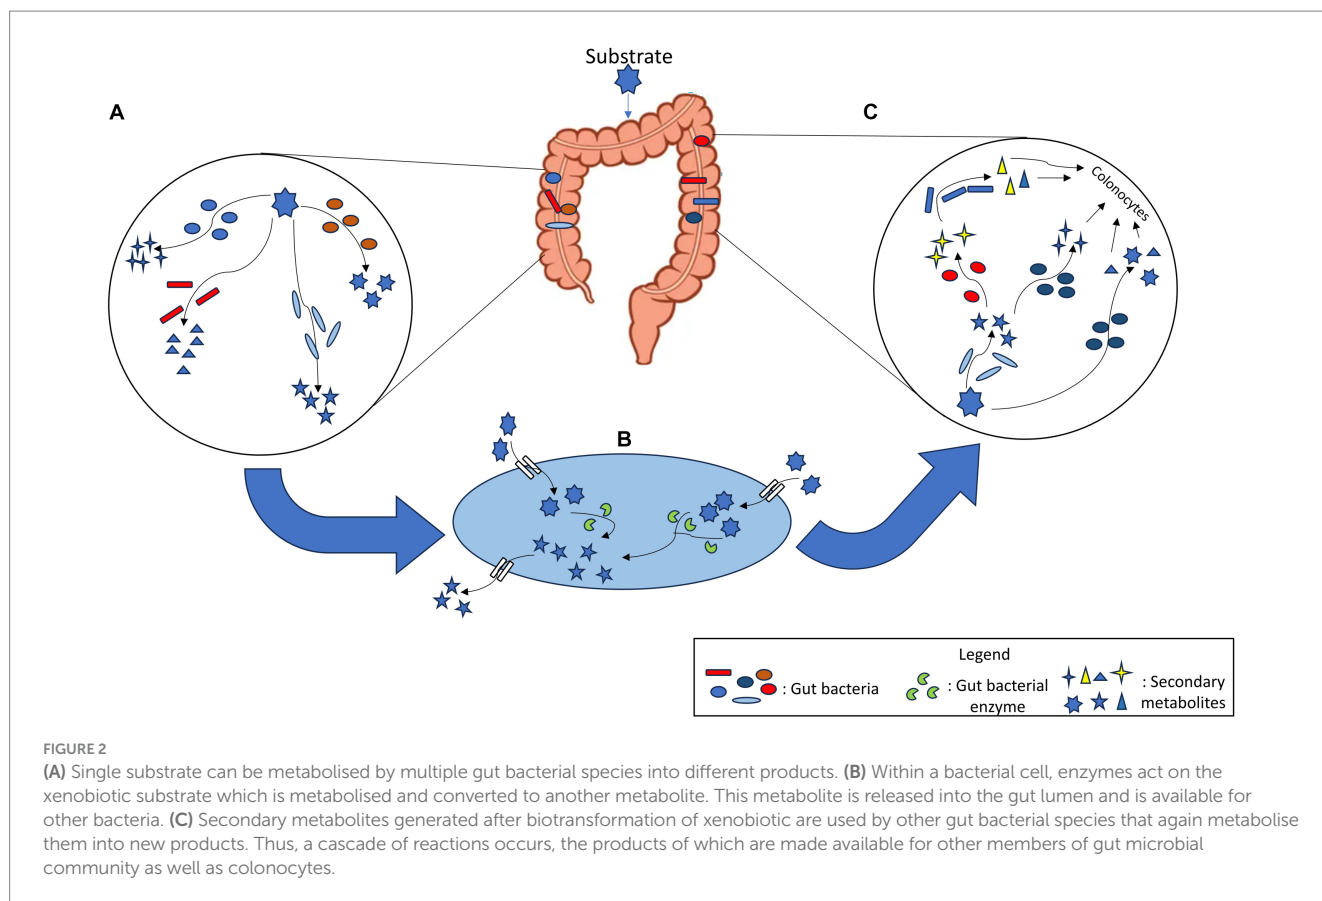 Substrate
A
C
Colonocytes
B
Legend
: Gut bacteria
: Gut bacterial
enzyme
: Secondary
metabolites
FIGURE 2
(A) Single substrate can be metabolised by multiple gut bacterial species into different products. (B) Within a bacterial cell, enzymes act on the
xenobiotic substrate which is metabolised and converted to another metabolite. This metabolite is released into the gut lumen and is available for
other bacteria. (C) Secondary metabolites generated after biotransformation of xenobiotic are used by other gut bacterial species that again metabolise
them into new products. Thus, a cascade of reactions occurs, the products of which are made available for other members of gut microbial
community as well as colonocytes.